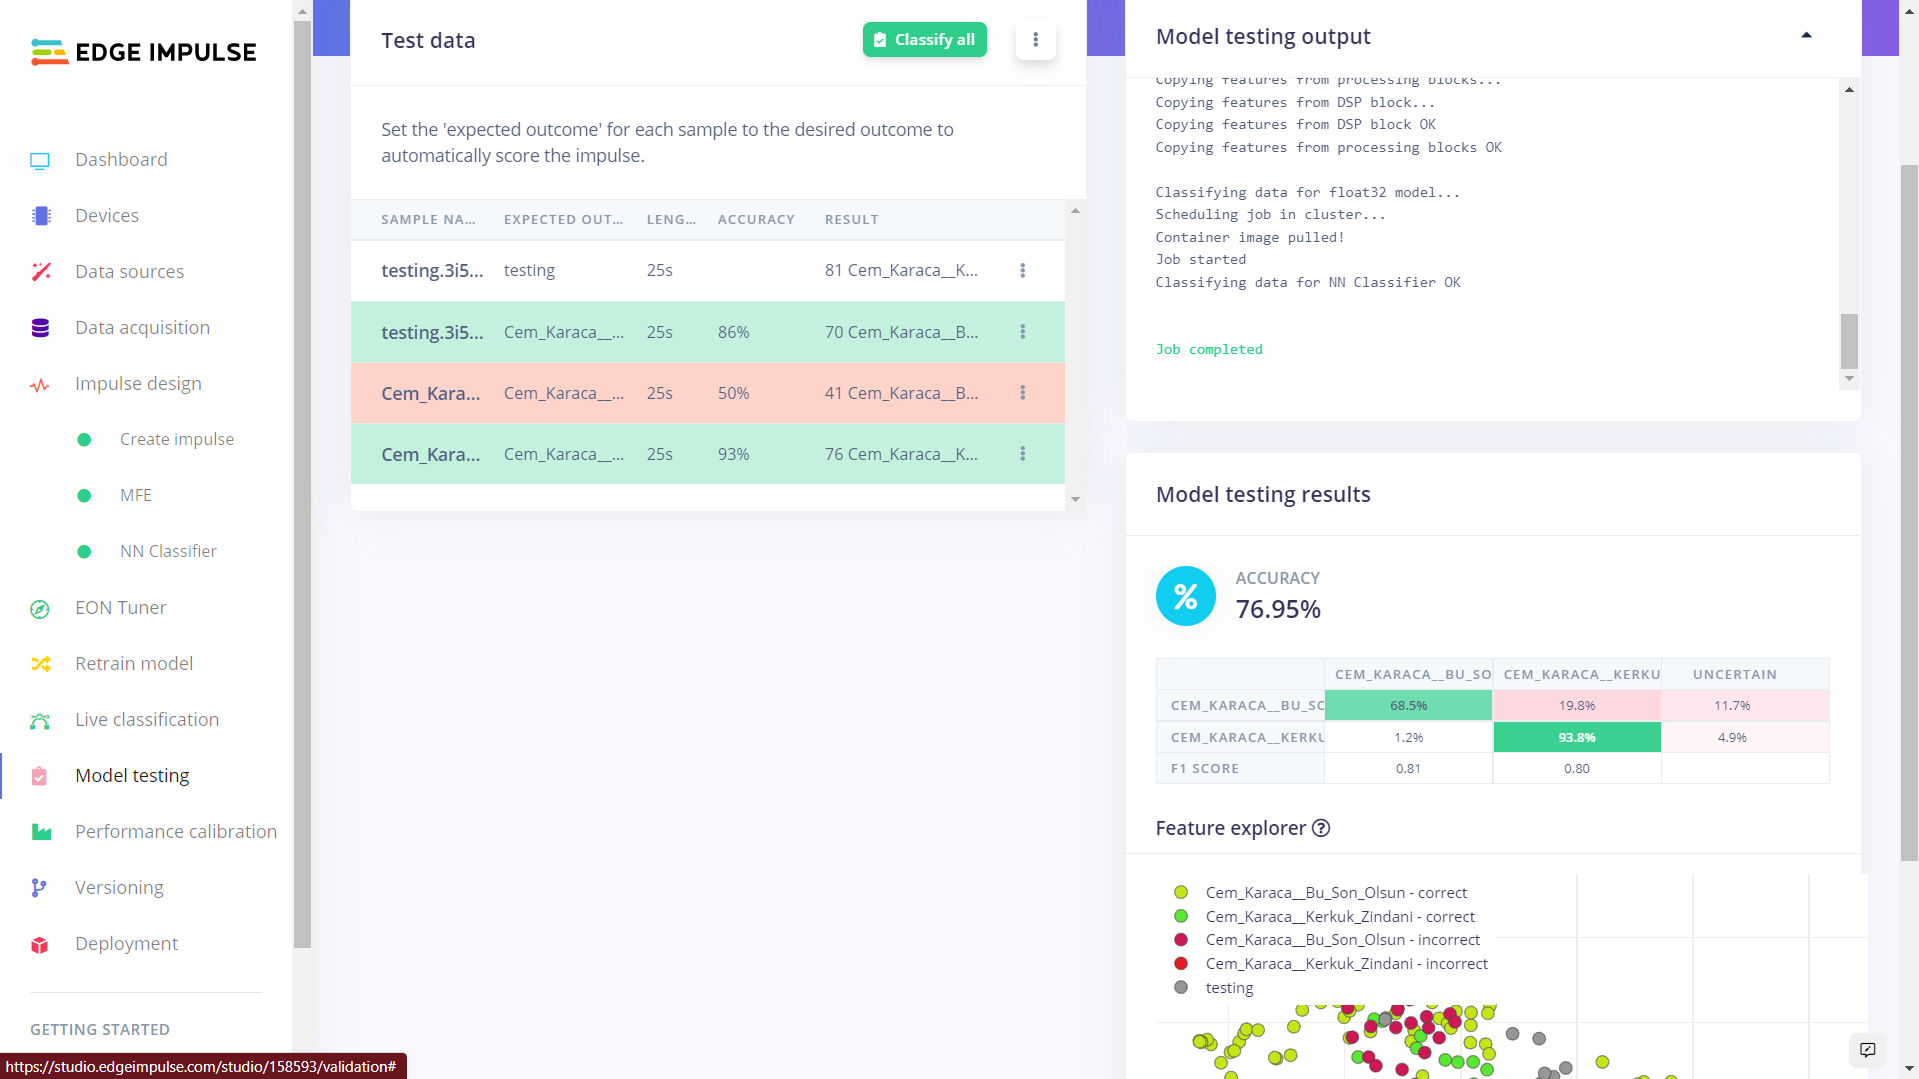 EDGE IMPULSE
Dashboard
Devices
Data sources
Data acquisition
Impulse design
Create impulse
MFE
NN Classifier
EON Tuner
Retrain model
Live classification
Model testing
Performance calibration
Versioning
Deployment
GETTING STARTED
https://studio.edgeimpulse.com/studio/158593/validation#
Test data
Classify all
Set the 'expected outcome' for each sample to the desired outcome to
automatically score the impulse.
SAMPLE NA... EXPECTED OUT... LENG... ACCURACY RESULT
testing.3i5... testing 25s 81 Cem_Karaca__K...
testing.3i5... Cem_Karaca__... 25s 86% 70 Cem_Karaca__B...
Cem_Kara... Cem_Karaca__... 25s 50% 41 Cem_Karaca__B...
Cem_Kara... Cem_Karaca__... 25s 93% 76 Cem_Karaca__K...
Model testing output
Copying features from processing blocks...
Copying features from DSP block...
Copying features from DSP block OK
Copying features from processing blocks OK
Classifying data for float32 model...
Scheduling job in cluster...
Container image pulled!
Job started
Classifying data for NN Classifier OK
Job completed
Model testing results
%
ACCURACY
76.95%
CEM_KARACA__BU_SO CEM_KARACA__KERKU UNCERTAIN
CEM_KARACA__BU_SO 68.5% 19.8% 11.7%
CEM_KARACA__KERKU 1.2% 93.8% 4.9%
F1 SCORE 0.81 0.80
Feature explorer ?
Cem_Karaca__Bu_Son_Olsun - correct
Cem_Karaca__Kerkuk_Zindani - correct
Cem_Karaca__Bu_Son_Olsun - incorrect
Cem_Karaca__Kerkuk_Zindani - incorrect
testing